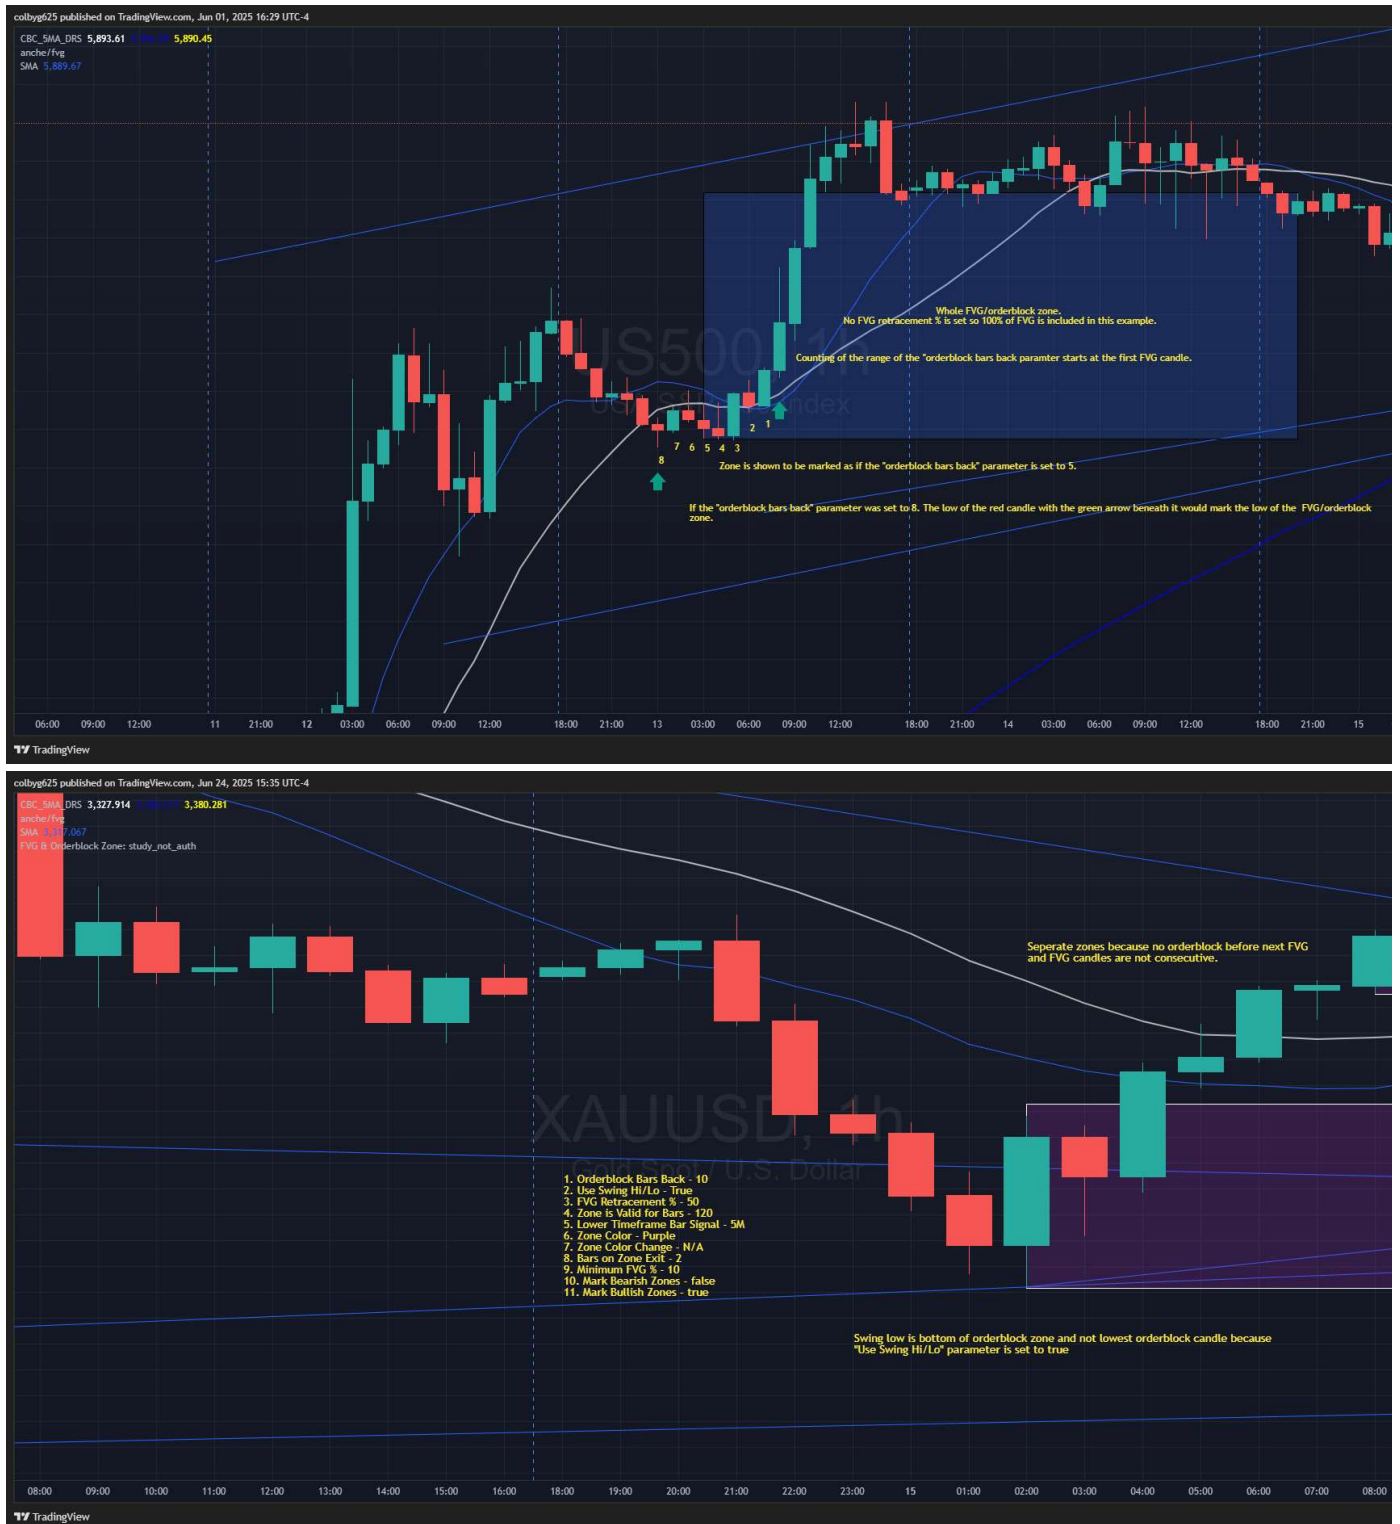 colbyg625 published on TradingView.com, Jun 01, 2025 16:29 UTC-4
CBC_5MA_DRS 5,893.61 5,890.45
anche/fvg
SMA 5,889.67
US500, 1h
Whole FVG/orderblock zone.
No FVG retracement % is set so 100% of FVG is included in this example.
Counting of the range of the "orderblock bars back paramter starts at the first FVG candle.
8 7 6 5 4 3 2 1
Zone is shown to be marked as if the "orderblock bars back" parameter is set to 5.
If the "orderblock bars back" parameter was set to 8. The low of the red candle with the green arrow beneath it would mark the low of the FVG/orderblock
zone.
06:00 09:00 12:00 11 21:00 12 03:00 06:00 09:00 12:00 18:00 21:00 13 03:00 06:00 09:00 12:00 18:00 21:00 14 03:00 06:00 09:00 12:00 18:00 21:00 15
TradingView
colbyg625 published on TradingView.com, Jun 24, 2025 15:35 UTC-4
CBC_5MA_DRS 3,327.914 3,380.281
anche/fvg
SMA
FVG & Orderblock Zone: study_not_auth
Seperate zones because no orderblock before next FVG
and FVG candles are not consecutive.
XAUUSD, 1h
Gold Spot / U.S. Dollar
1. Orderblock Bars Back - 10
2. Use Swing Hi/Lo - True
3. FVG Retracement % - 50
4. Zone is Valid for Bars - 120
5. Lower Timeframe Bar Signal - 5M
6. Zone Color - Purple
7. Zone Color Change - N/A
8. Bars on Zone Exit - 2
9. Minimum FVG % - 10
10. Mark Bearish Zones - false
11. Mark Bullish Zones - true
Swing low is bottom of orderblock zone and not lowest orderblock candle because
"Use Swing Hi/Lo" parameter is set to true
08:00 09:00 10:00 11:00 12:00 13:00 14:00 15:00 16:00 18:00 19:00 20:00 21:00 22:00 23:00 15 01:00 02:00 03:00 04:00 05:00 06:00 07:00 08:00
TradingView